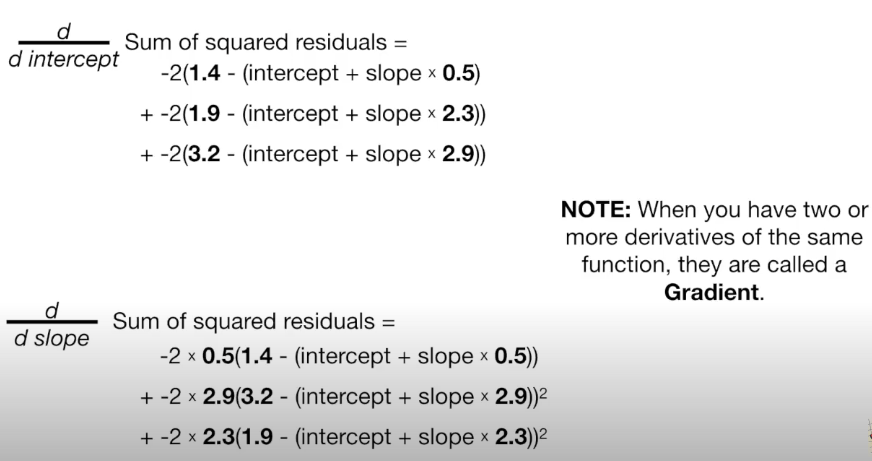 d
d intercept
Sum of squared residuals =
-2(1.4 - (intercept + slope × 0.5)
+ -2(1.9 - (intercept + slope × 2.3))
+ -2(3.2 - (intercept + slope × 2.9))
NOTE: When you have two or
more derivatives of the same
function, they are called a
Gradient.
d
d slope
Sum of squared residuals =
-2 × 0.5(1.4 - (intercept + slope × 0.5))
+ -2 × 2.9(3.2 - (intercept + slope × 2.9))²
+ -2 × 2.3(1.9 - (intercept + slope × 2.3))²